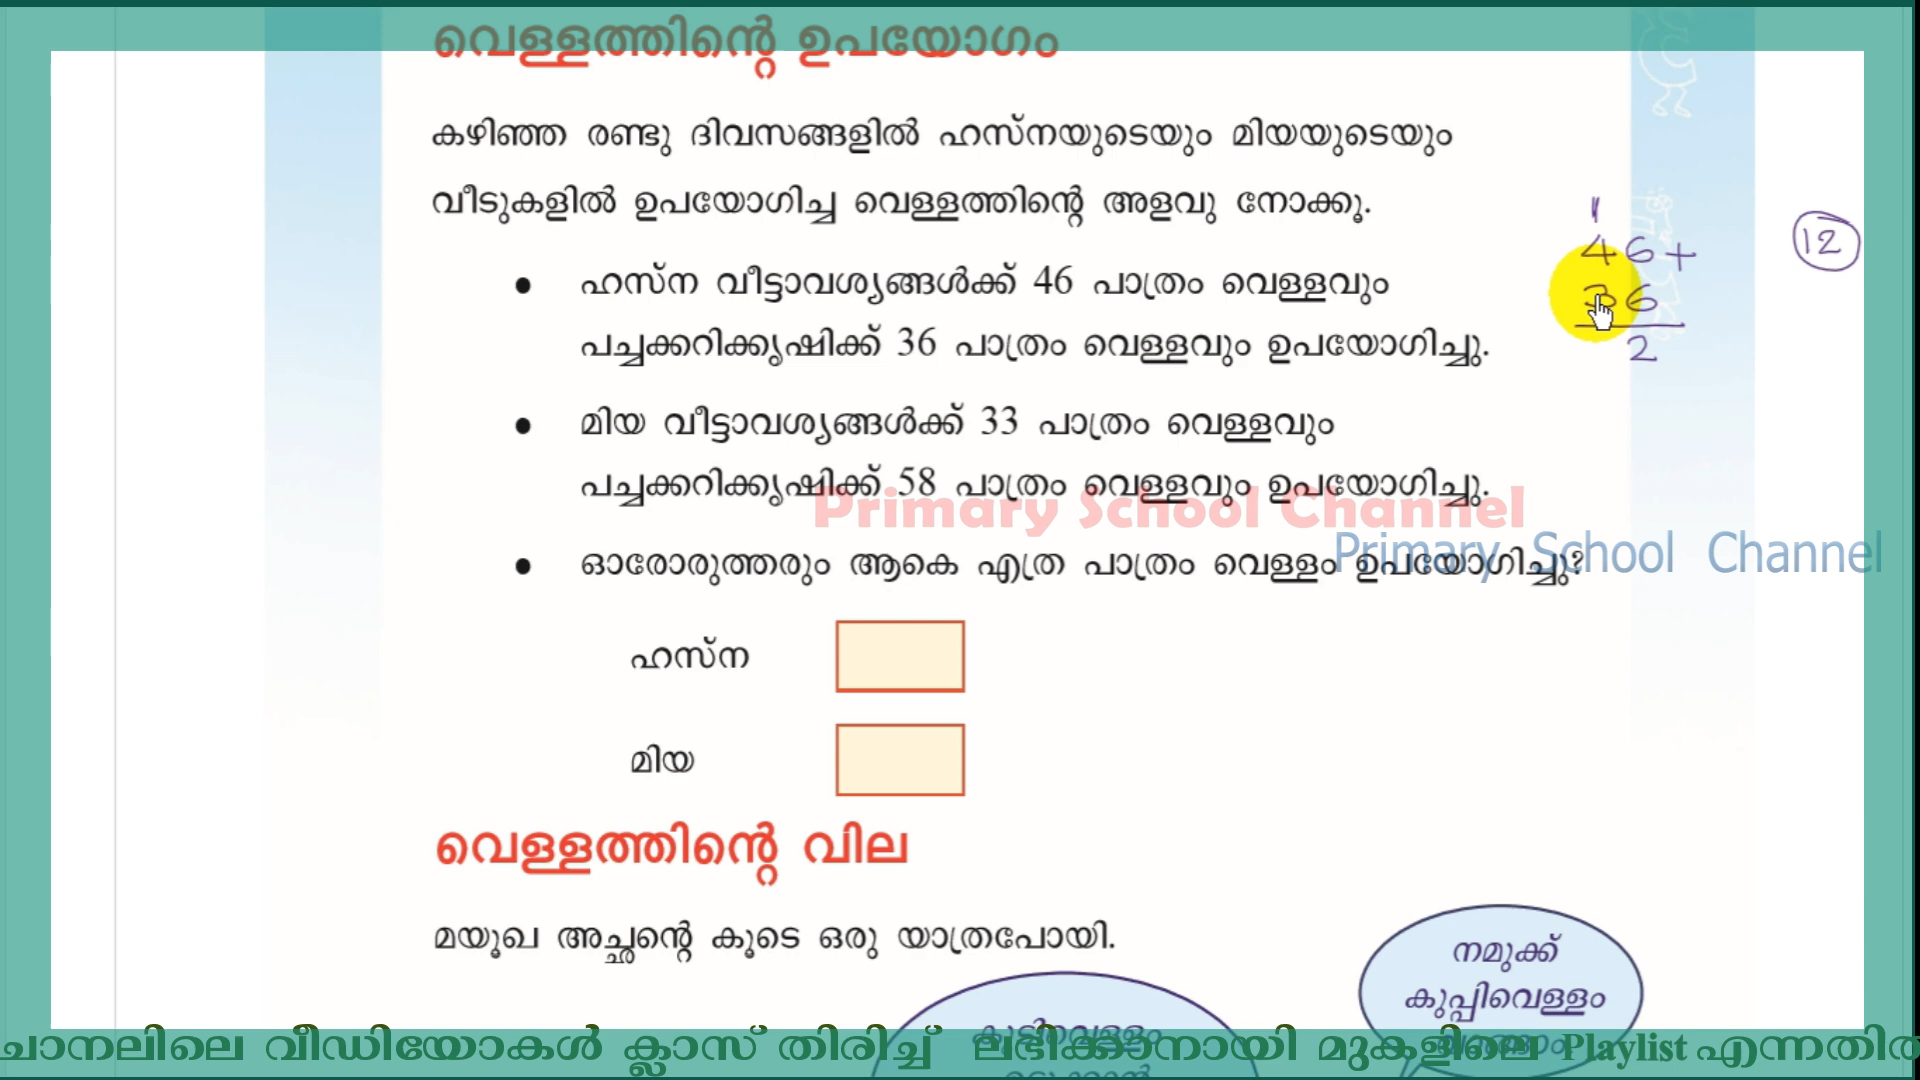 വെള്ളത്തിന്റെ ഉപയോഗം
കഴിഞ്ഞ രണ്ടു ദിവസങ്ങളിൽ ഹസ്നയുടെയും മിയയുടെയും
വീടുകളിൽ ഉപയോഗിച്ച വെള്ളത്തിന്റെ അളവു നോക്കൂ.
• ഹസ്ന വീട്ടാവശ്യങ്ങൾക്ക് 46 പാത്രം വെള്ളവും
പച്ചക്കറിക്കൃഷിക്ക് 36 പാത്രം വെള്ളവും ഉപയോഗിച്ചു.
1
46+
36
2
12
• മിയ വീട്ടാവശ്യങ്ങൾക്ക് 33 പാത്രം വെള്ളവും
പച്ചക്കറിക്കൃഷിക്ക് 58 പാത്രം വെള്ളവും ഉപയോഗിച്ചു.
Primary School Channel
Primary School Channel
• ഓരോരുത്തരും ആകെ എത്ര പാത്രം വെള്ളം ഉപയോഗിച്ചു?
ഹസ്ന
മിയ
വെള്ളത്തിന്റെ വില
മയൂഖ അച്ഛന്റെ കൂടെ ഒരു യാത്രപോയി.
നമുക്ക്
കുപ്പിവെള്ളം
കുടിവെള്ളം
ചാനലിലെ വീഡിയോകൾ ക്ലാസ് തിരിച്ച് ലഭിക്കാനായി മുകളിലെ Playlist